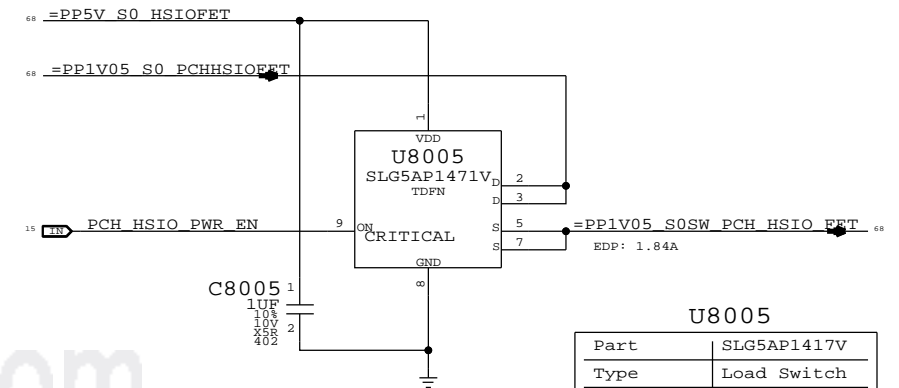 68 =PP5V_S0_HSIOFET
68 =PP1V05_S0_PCHHSIOFET
1
VDD
U8005
SLG5AP1471V
TDFN
D 2
D 3
15 IN PCH_HSIO_PWR_EN 9 ON
CRITICAL
S 5 =PP1V05_S0SW_PCH_HSIO_FET 68
S 7 EDP: 1.84A
GND
8
C8005 1
1UF
10%
10V
X5R 2
402
U8005
Part SLG5AP1417V
Type Load Switch
om